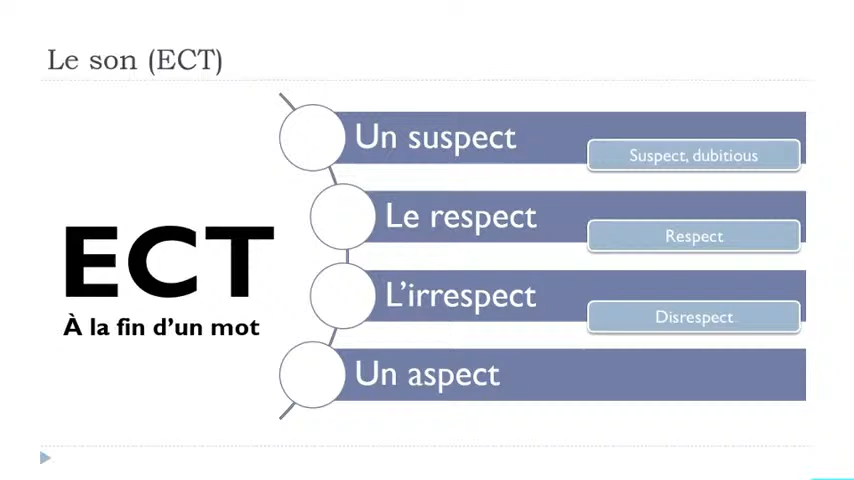 Le son (ECT)
Un suspect
Suspect, dubitious
Le respect
Respect
ECT
À la fin d'un mot
L'irrespect
Disrespect
Un aspect